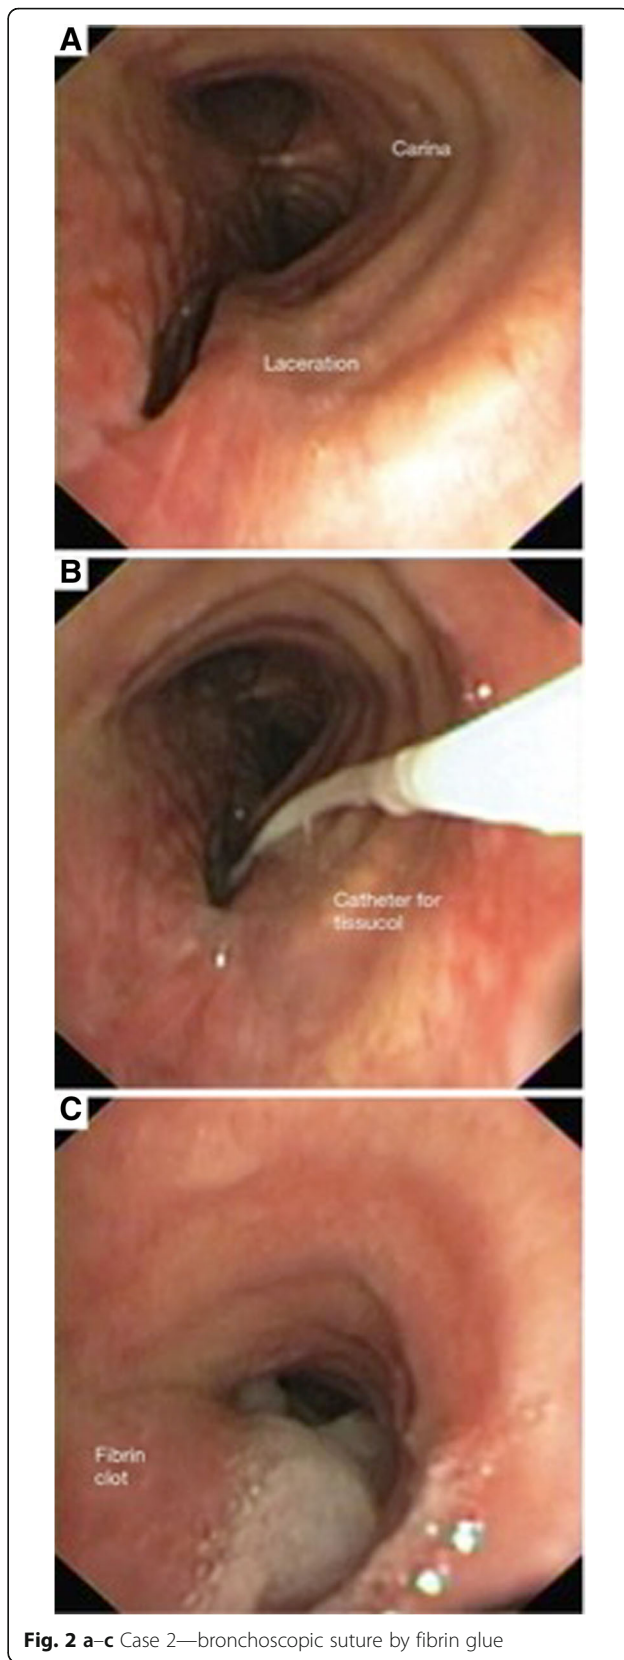 A
Carina
Laceration
B
Catheter for
tissucol
C
Fibrin
clot
Fig. 2 a–c Case 2—bronchoscopic suture by fibrin glue